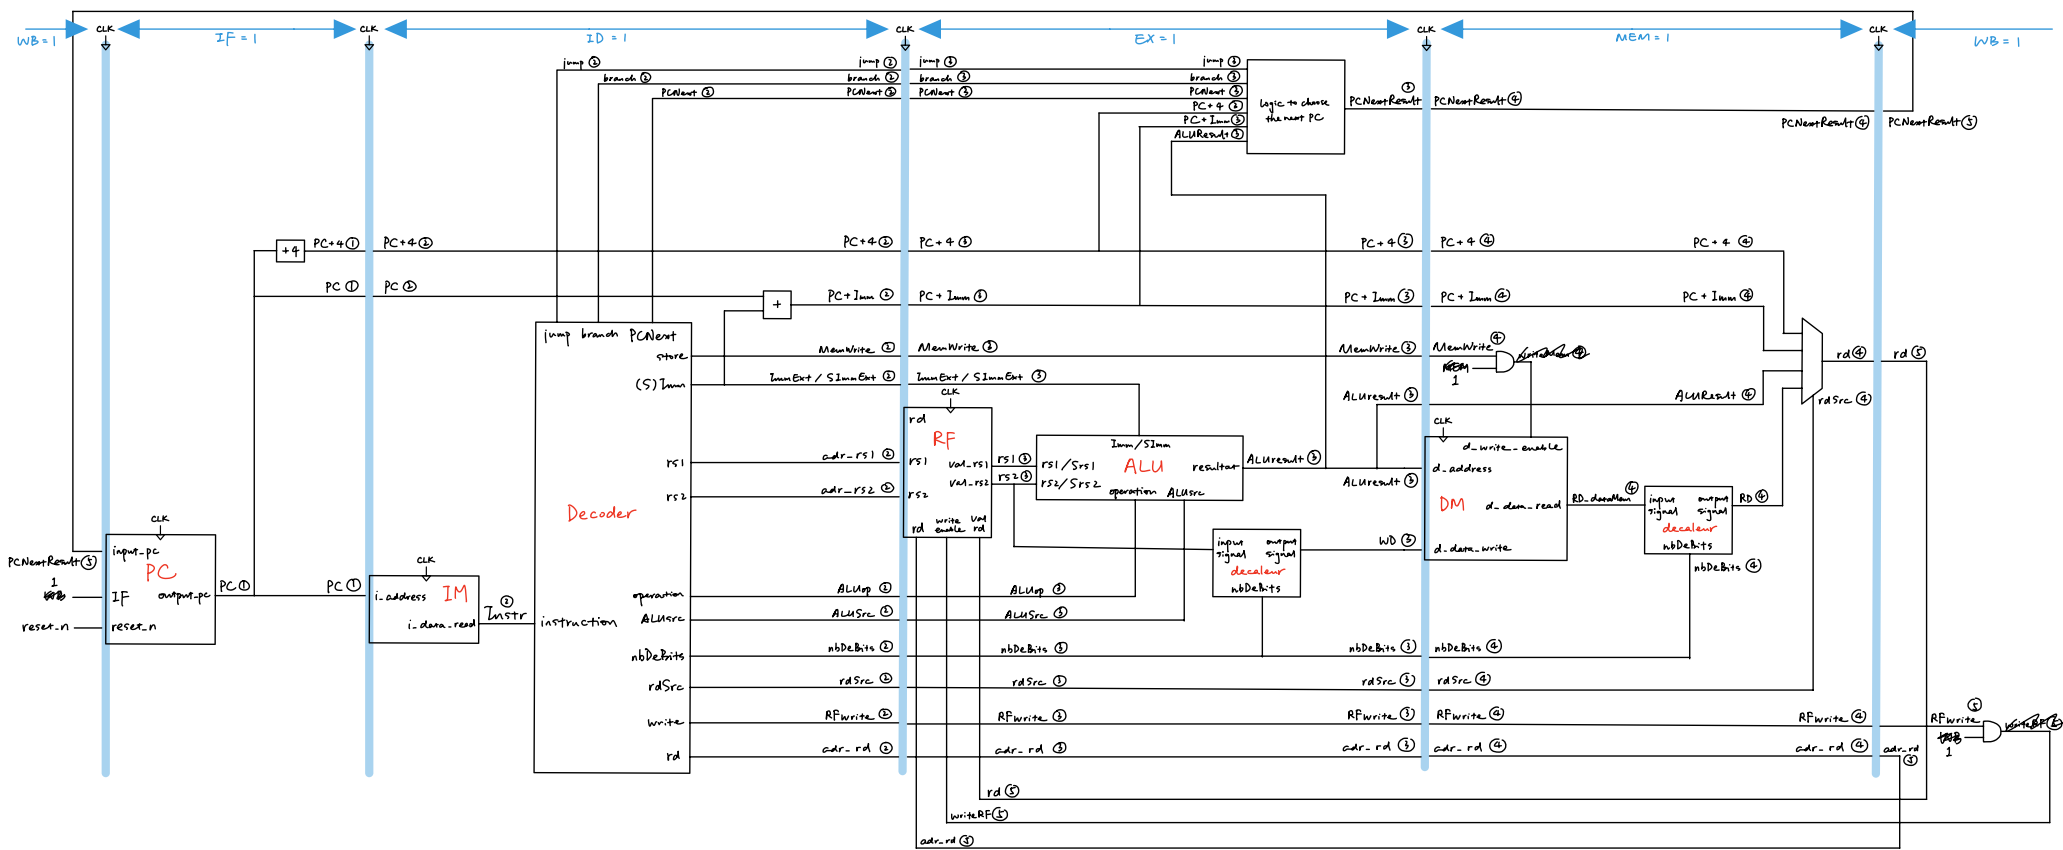 CLK CLK CLK CLK CLK
WB=1 IF=1 ID=1 EX=1 MEM=1 WB=1
jump ② jump ② jump ③ jump ③
branch ② branch ② branch ③ branch ③
PCNext ② PCNext ② PCNext ③ PCNext ③
PC+4 ③
PC+Imm ③
ALUResult ③
Logic to choose
the next PC
③
PCNextResult PCNextResult ④
PCNextResult ④ PCNextResult ⑤
+4 PC+4 ① PC+4 ② PC+4 ② PC+4 ③ PC+4 ③ PC+4 ④ PC+4 ④
PC ① PC ② + PC+Imm ② PC+Imm ③ PC+Imm ③ PC+Imm ④ PC+Imm ④
jump branch PCNext
store MemWrite ② MemWrite ③ MemWrite ③ MemWrite ④
1
rd ④ rd ⑤
(S)Imm ImmExt / SImmExt ② ImmExt / SImmExt ③
ALUresult ③ ALUResult ④
rdSrc ④
CLK
rd
RF
rs1 adr_rs1 ② rs1 val_rs1 rs1 ③
rs2 adr_rs2 ② rs2 val_rs2 rs2 ③
rd write enable val rd
Imm/SImm
rs1/Srs1 ALU resultat ALUresult ③
rs2/Srs2
operation ALUsrc
CLK
d_write_enable
d_address
ALUresult ③
DM d_data_read RD_dataMem ④
d_data_write
input signal output signal RD ④
decaleur
nbDeBits
nbDeBits ④
input signal output signal WD ③
decaleur
nbDeBits
Decoder
CLK
PCNextResult ⑤ input_pc
PC
1
IF output_pc PC ① PC ①
reset_n reset_n
CLK
i_address IM
i_data_read Instr ② instruction
operation ALUop ② ALUop ③
ALUsrc ALUSrc ② ALUSrc ③
nbDeBits nbDeBits ② nbDeBits ③ nbDeBits ③ nbDeBits ④
rdSrc rdSrc ② rdSrc ③ rdSrc ③ rdSrc ④
write RFwrite ② RFwrite ③ RFwrite ③ RFwrite ④ RFwrite ④ RFwrite ⑤
1
rd adr_rd ② adr_rd ③ adr_rd ③ adr_rd ④ adr_rd ④ adr_rd ⑤
rd ⑤
writeRF ⑤
adr_rd ⑤